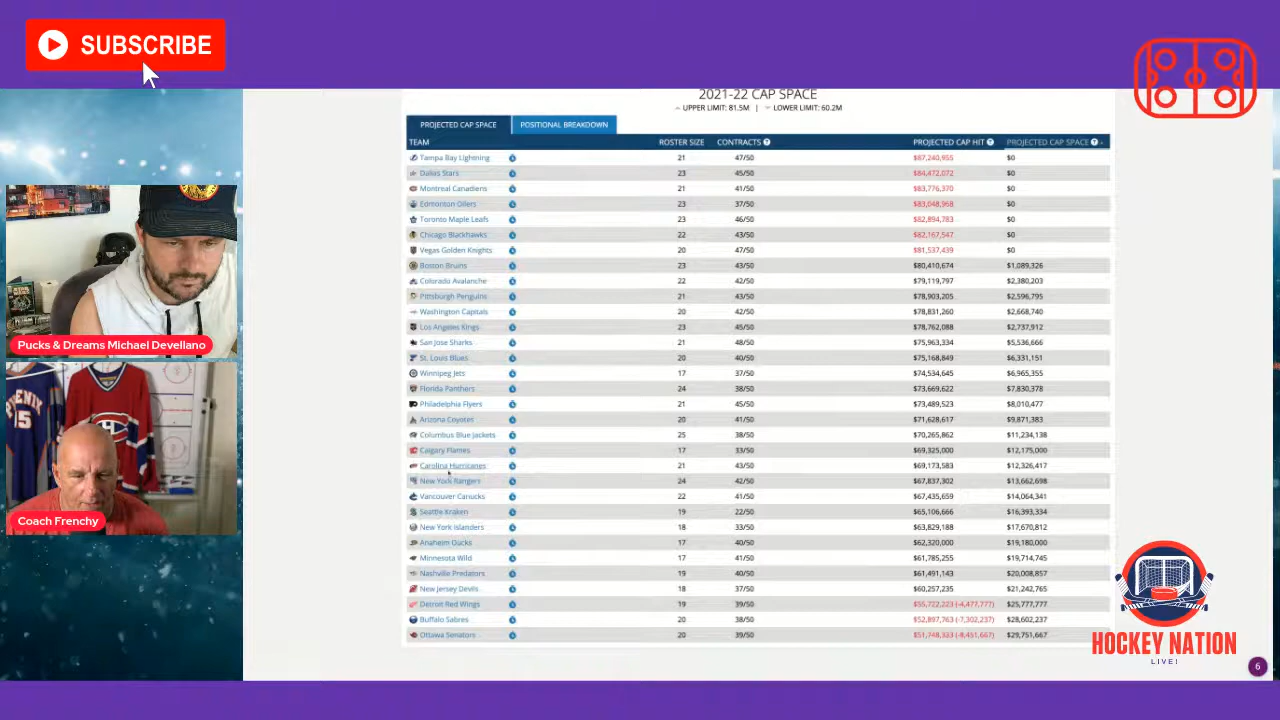 SUBSCRIBE
2021-22 CAP SPACE
UPPER LIMIT: 81.5M | LOWER LIMIT: 60.2M
PROJECTED CAP SPACE POSITIONAL BREAKDOWN
TEAM ROSTER SIZE CONTRACTS PROJECTED CAP HIT PROJECTED CAP SPACE
Tampa Bay Lightning 21 47/50 $87,240,955 $0
Dallas Stars 23 45/50 $84,472,072 $0
Montreal Canadiens 21 41/50 $83,776,370 $0
Edmonton Oilers 23 37/50 $83,048,968 $0
Toronto Maple Leafs 23 46/50 $82,894,783 $0
Chicago Blackhawks 22 43/50 $82,167,547 $0
Vegas Golden Knights 20 47/50 $81,537,439 $0
Boston Bruins 23 43/50 $80,410,674 $1,089,326
Colorado Avalanche 22 42/50 $79,119,797 $2,380,203
Pittsburgh Penguins 21 43/50 $78,903,205 $2,596,795
Washington Capitals 20 42/50 $78,831,260 $2,668,740
Los Angeles Kings 23 45/50 $78,762,088 $2,737,912
San Jose Sharks 21 48/50 $75,963,334 $5,536,666
St. Louis Blues 20 40/50 $75,168,849 $6,331,151
Winnipeg Jets 17 37/50 $74,534,645 $6,965,355
Florida Panthers 24 38/50 $73,669,622 $7,830,378
Philadelphia Flyers 21 45/50 $73,489,523 $8,010,477
Arizona Coyotes 20 41/50 $71,628,617 $9,871,383
Columbus Blue Jackets 25 38/50 $70,265,862 $11,234,138
Calgary Flames 17 33/50 $69,325,000 $12,175,000
Carolina Hurricanes 21 43/50 $69,173,583 $12,326,417
New York Rangers 24 42/50 $67,837,302 $13,662,698
Vancouver Canucks 22 41/50 $67,435,659 $14,064,341
Seattle Kraken 19 22/50 $65,106,666 $16,393,334
New York Islanders 18 33/50 $63,829,188 $17,670,812
Anaheim Ducks 17 40/50 $62,320,000 $19,180,000
Minnesota Wild 17 41/50 $61,785,255 $19,714,745
Nashville Predators 19 40/50 $61,491,143 $20,008,857
New Jersey Devils 18 37/50 $60,257,235 $21,242,765
Detroit Red Wings 19 39/50 $55,722,223 (-4,477,777) $25,777,777
Buffalo Sabres 20 38/50 $52,897,763 (-7,302,237) $28,602,237
Ottawa Senators 20 39/50 $51,748,333 (-8,451,667) $29,751,667
Pucks & Dreams Michael Devellano
Coach Frenchy
HOCKEY NATION
LIVE!
6